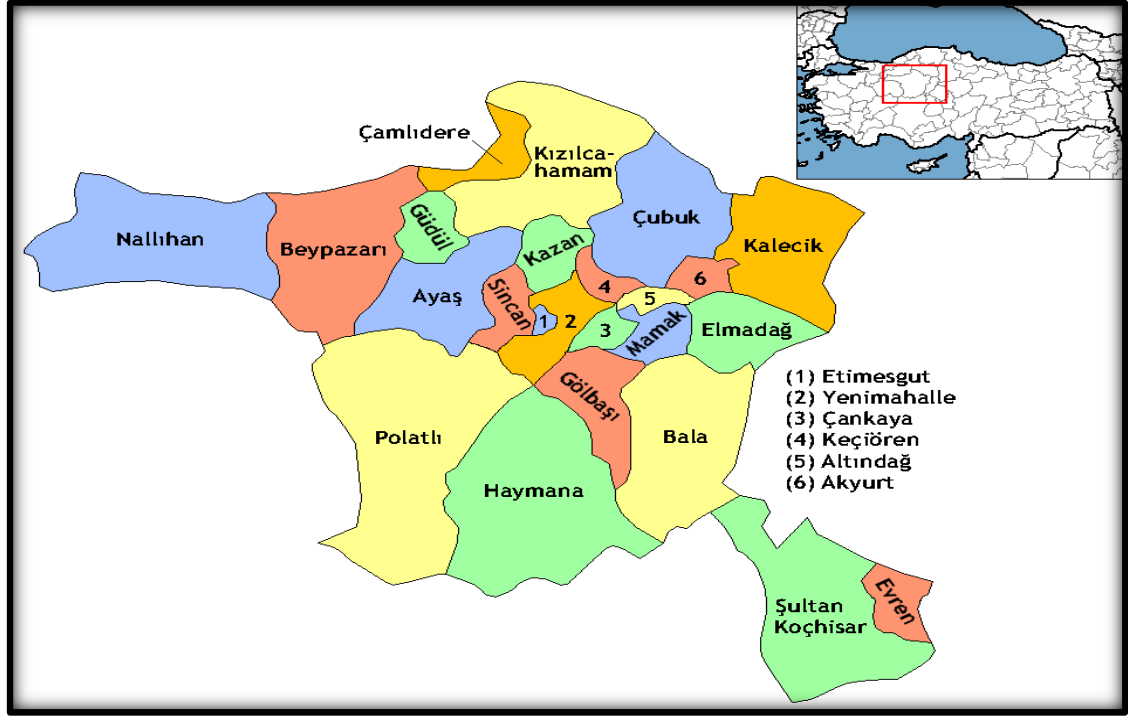 Çamlıdere
Kızılca-
hamam
Nallıhan
Beypazarı
Güdül
Çubuk
Kazan
Kalecik
Ayaş
Sincan
4
6
5
1
2
3
Mamak
Elmadağ
Gölbaşı
Polatlı
Bala
Haymana
(1) Etimesgut
(2) Yenimahalle
(3) Çankaya
(4) Keçiören
(5) Altındağ
(6) Akyurt
Şultan
Koçhisar
Evren